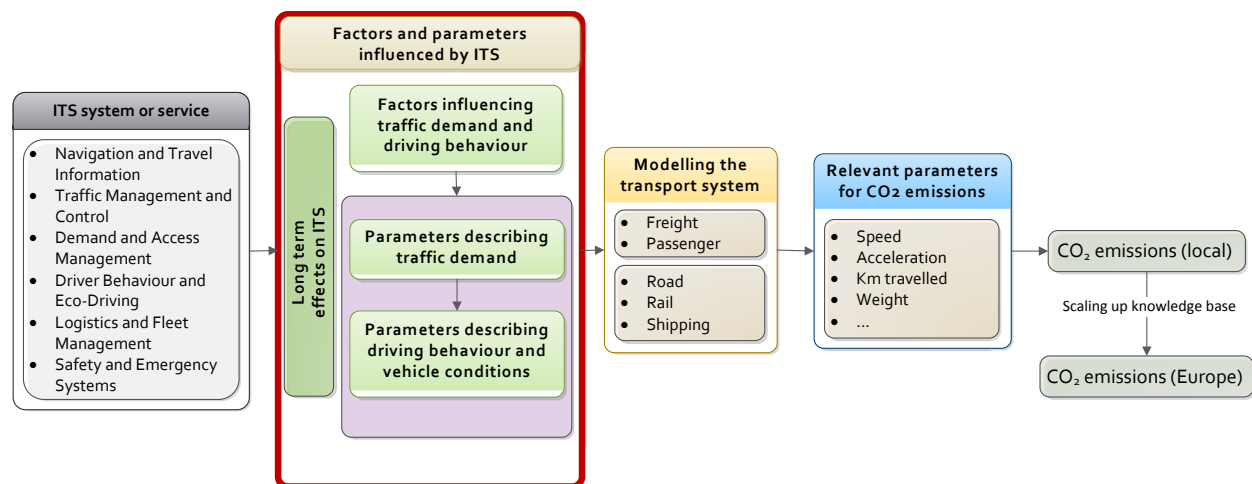 Factors and parameters
influenced by ITS
ITS system or service
• Navigation and Travel
Information
• Traffic Management and
Control
• Demand and Access
Management
• Driver Behaviour and
Eco-Driving
• Logistics and Fleet
Management
• Safety and Emergency
Systems
Long term
effects on ITS
Factors influencing
traffic demand and
driving behaviour
Parameters describing
traffic demand
Parameters describing
driving behaviour and
vehicle conditions
Modelling the
transport system
• Freight
• Passenger
• Road
• Rail
• Shipping
Relevant parameters
for CO2 emissions
• Speed
• Acceleration
• Km travelled
• Weight
• ...
CO₂ emissions (local)
Scaling up knowledge base
CO₂ emissions (Europe)